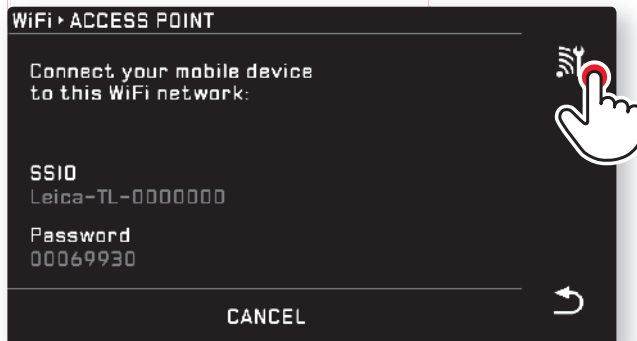 WiFi ▸ ACCESS POINT
Connect your mobile device
to this WiFi network:
SSID
Leica-TL-0000000
Password
00069930
CANCEL